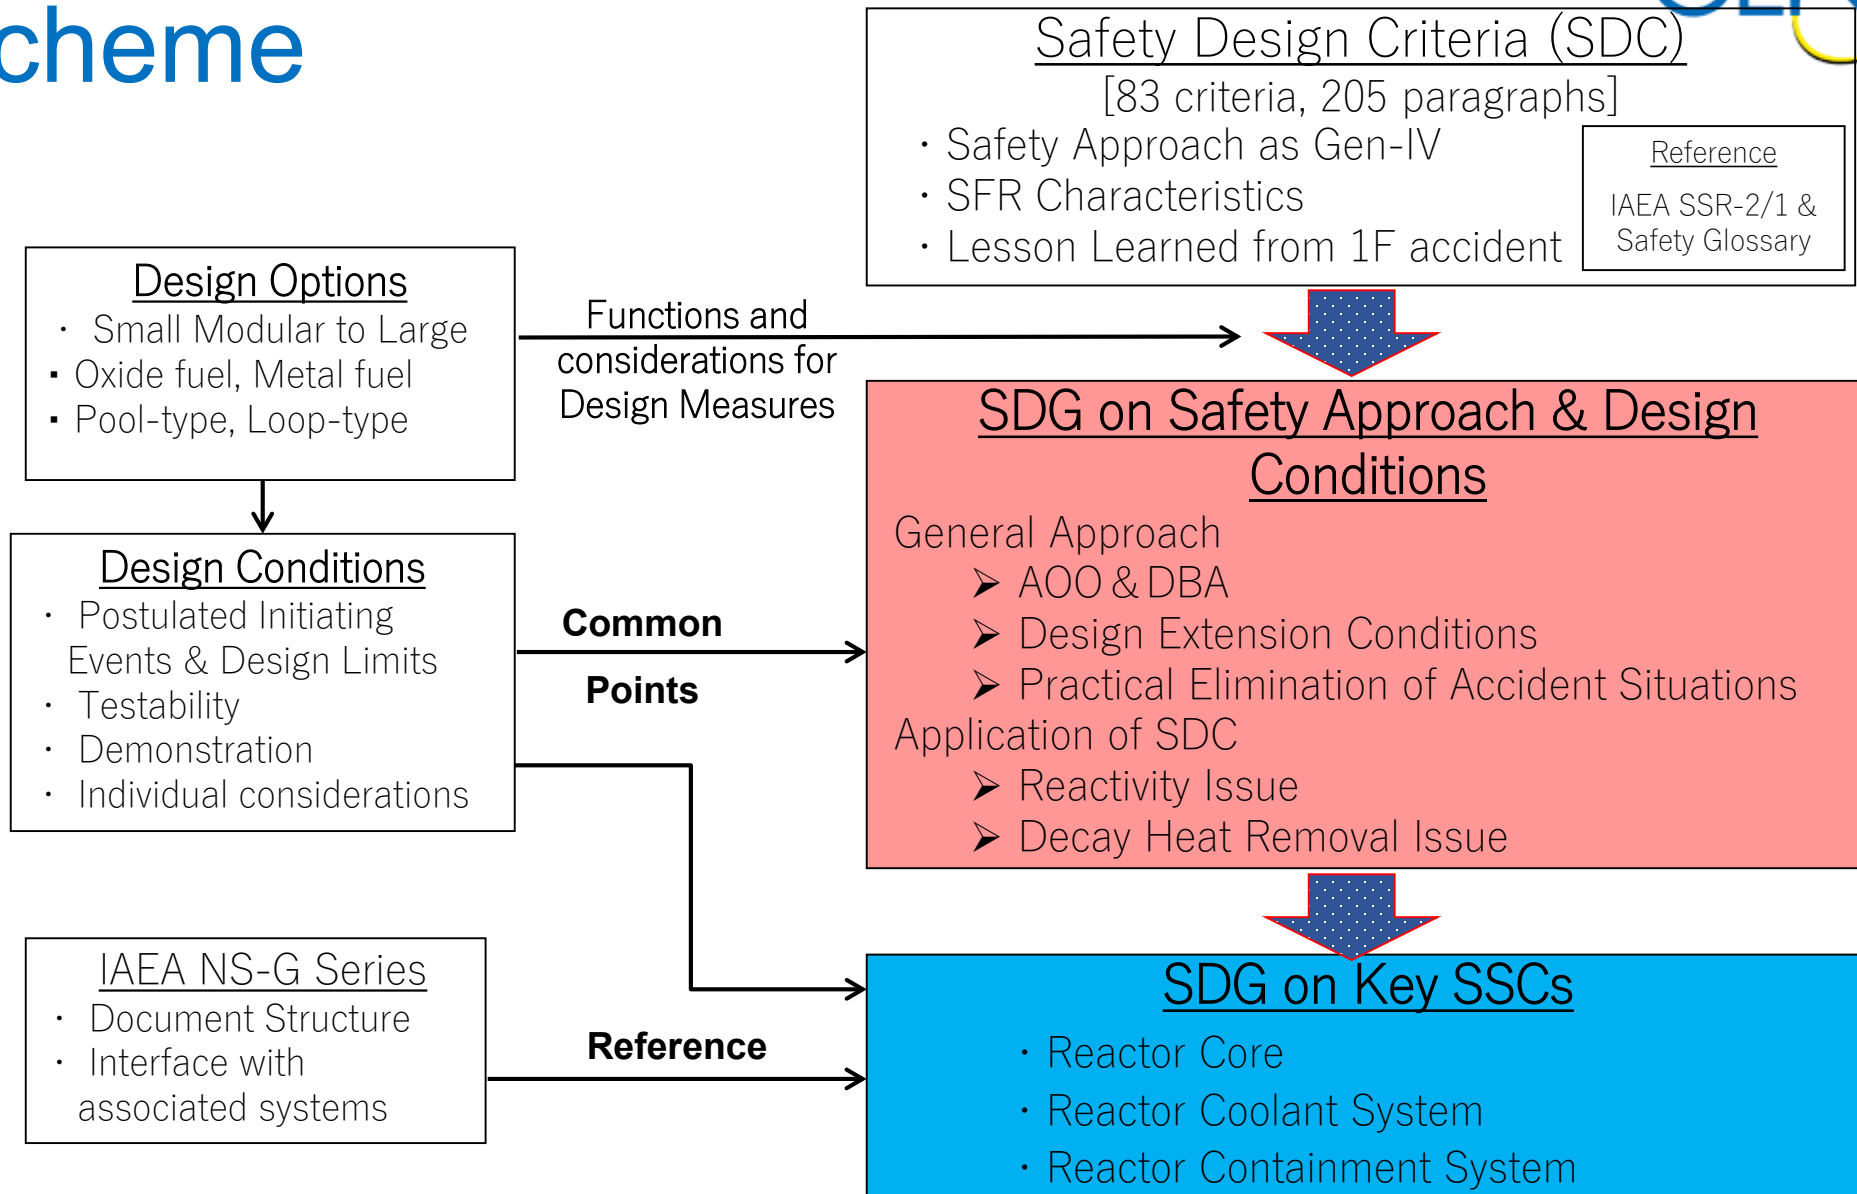 cheme
Safety Design Criteria (SDC)
[83 criteria, 205 paragraphs]
・Safety Approach as Gen-IV
・SFR Characteristics
・Lesson Learned from 1F accident
Reference
IAEA SSR-2/1 &
Safety Glossary
Design Options
・ Small Modular to Large
▪ Oxide fuel, Metal fuel
▪ Pool-type, Loop-type
Functions and
considerations for
Design Measures
SDG on Safety Approach & Design
Conditions
General Approach
➢ AOO & DBA
➢ Design Extension Conditions
➢ Practical Elimination of Accident Situations
Application of SDC
➢ Reactivity Issue
➢ Decay Heat Removal Issue
Design Conditions
・ Postulated Initiating
Events & Design Limits
・ Testability
・ Demonstration
・ Individual considerations
Common
Points
IAEA NS-G Series
・ Document Structure
・ Interface with
associated systems
Reference
SDG on Key SSCs
・Reactor Core
・Reactor Coolant System
・Reactor Containment System